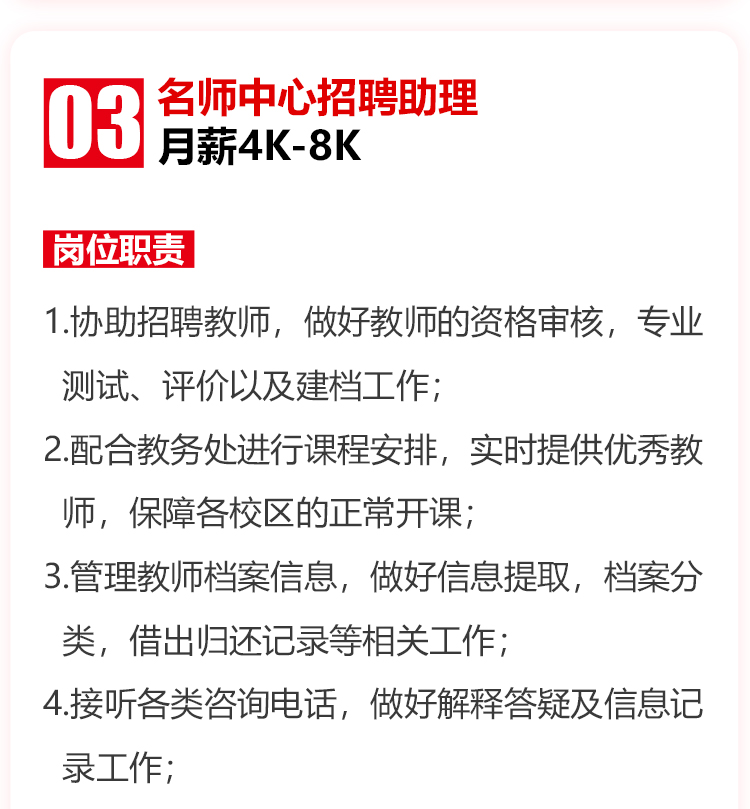 03
名师中心招聘助理
月薪4K-8K
岗位职责
1.协助招聘教师，做好教师的资格审核，专业
测试、评价以及建档工作；
2.配合教务处进行课程安排，实时提供优秀教
师，保障各校区的正常开课；
3.管理教师档案信息，做好信息提取，档案分
类，借出归还记录等相关工作；
4.接听各类咨询电话，做好解释答疑及信息记
录工作；